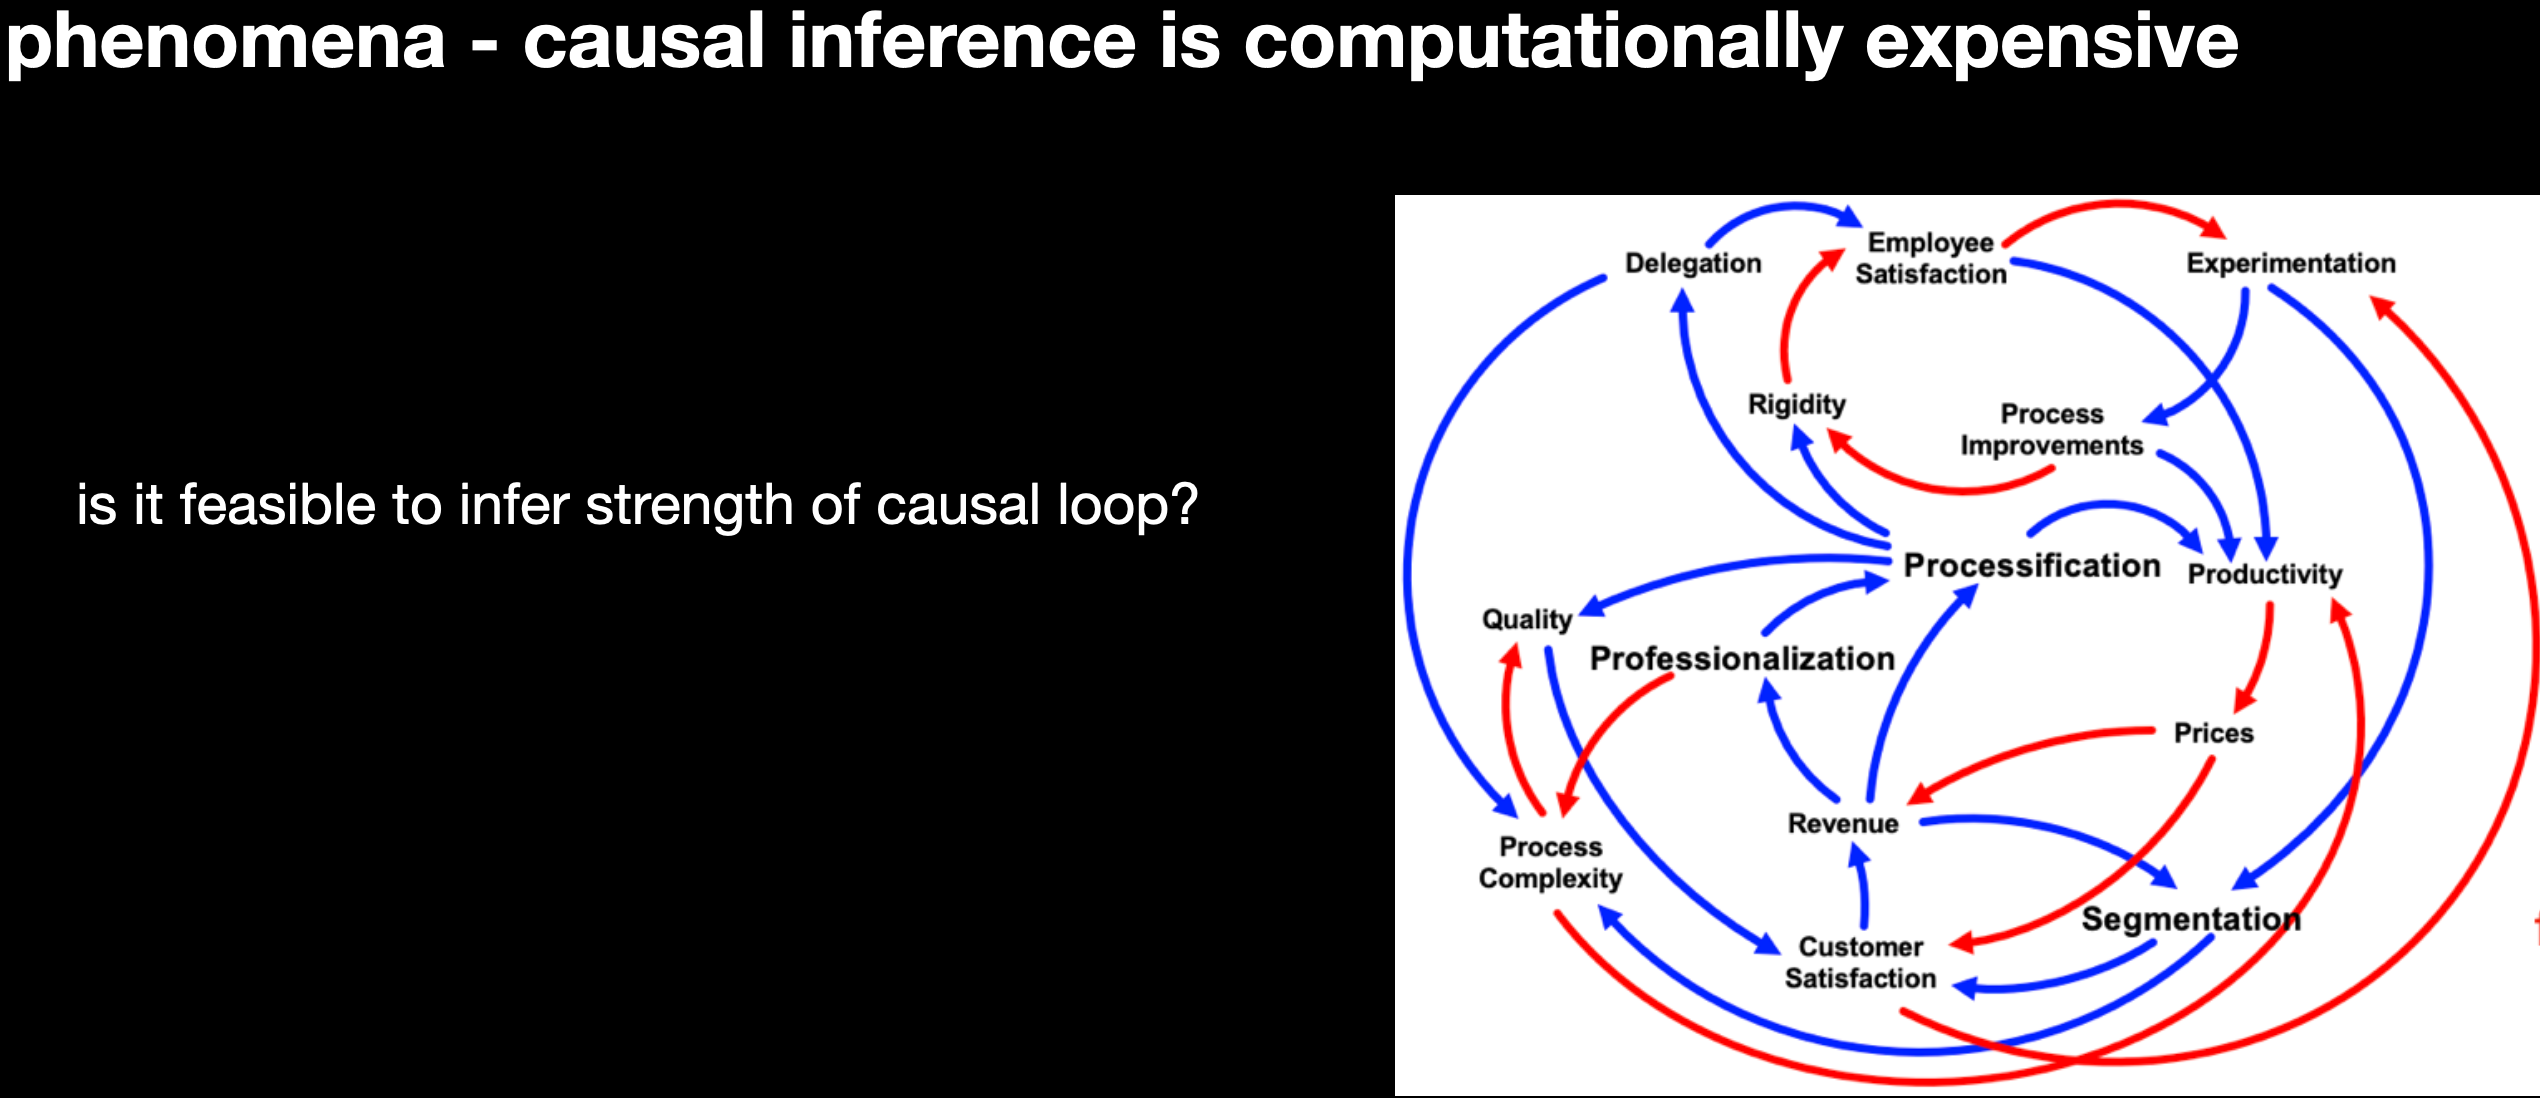 phenomena - causal inference is computationally expensive
is it feasible to infer strength of causal loop?
Delegation
Employee
Satisfaction
Experimentation
Rigidity
Process
Improvements
Processification
Productivity
Quality
Professionalization
Prices
Revenue
Process
Complexity
Segmentation
Customer
Satisfaction